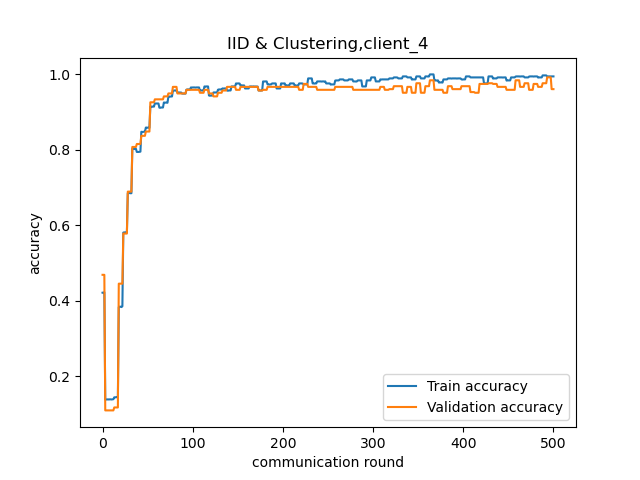 IID & Clustering,client_4
accuracy
1.0
0.8
0.6
0.4
0.2
0
100
200
300
400
500
communication round
Train accuracy
Validation accuracy